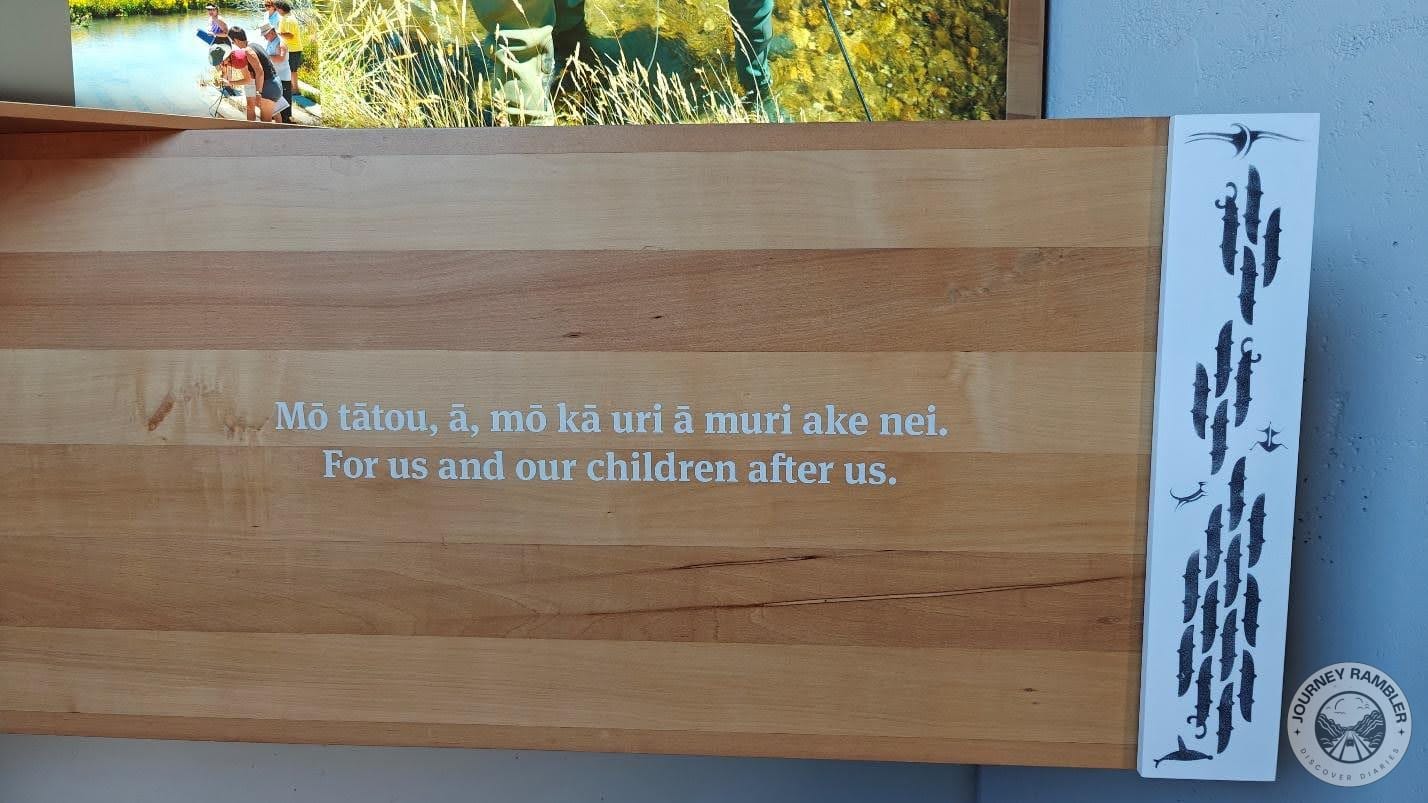 Mō tātou, ā, mō kā uri ā muri ake nei.
For us and our children after us.
JOURNEY RAMBLER
DISCOVER DIARIES